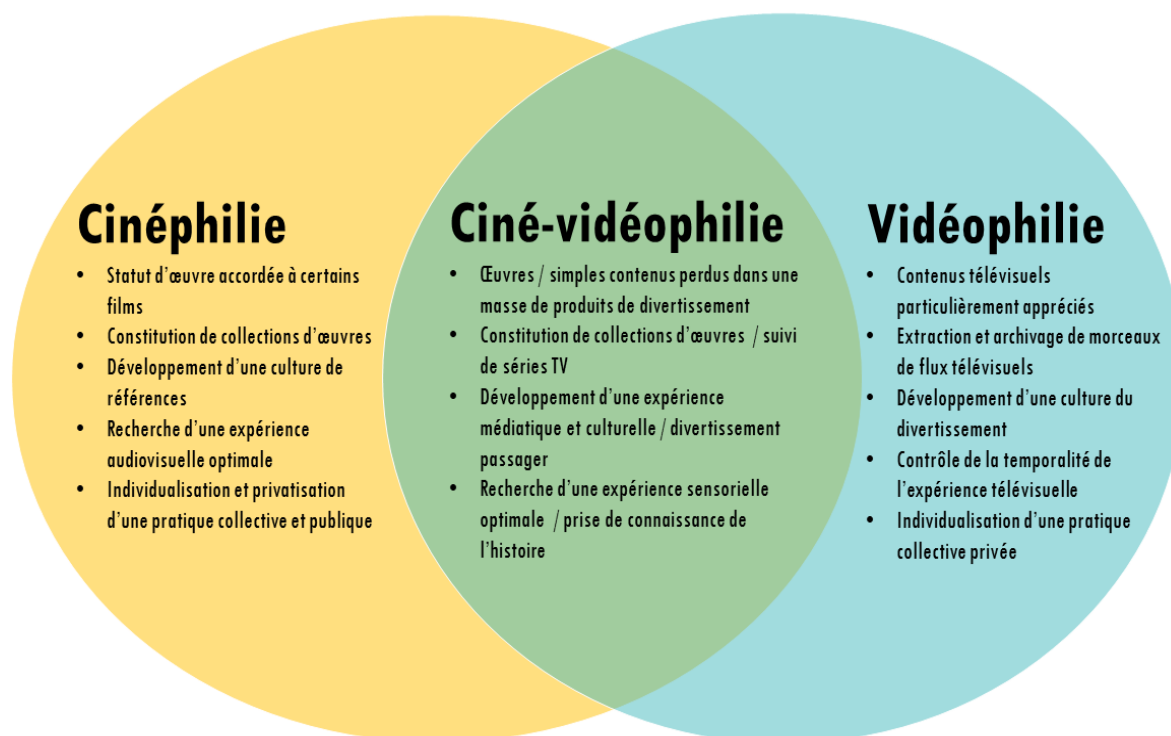 Cinéphilie
• Statut d’œuvre accordée à certains
films
• Constitution de collections d’œuvres
• Développement d’une culture de
références
• Recherche d’une expérience
audiovisuelle optimale
• Individualisation et privatisation
d’une pratique collective et publique
Ciné-vidéophilie
• Œuvres / simples contenus perdus dans une
masse de produits de divertissement
• Constitution de collections d’œuvres / suivi
de séries TV
• Développement d’une expérience
médiatique et culturelle / divertissement
passager
• Recherche d’une expérience sensorielle
optimale / prise de connaissance de
l’histoire
Vidéophilie
• Contenus télévisuels
particulièrement appréciés
• Extraction et archivage de morceaux
de flux télévisuels
• Développement d’une culture du
divertissement
• Contrôle de la temporalité de
l’expérience télévisuelle
• Individualisation d’une pratique
collective privée